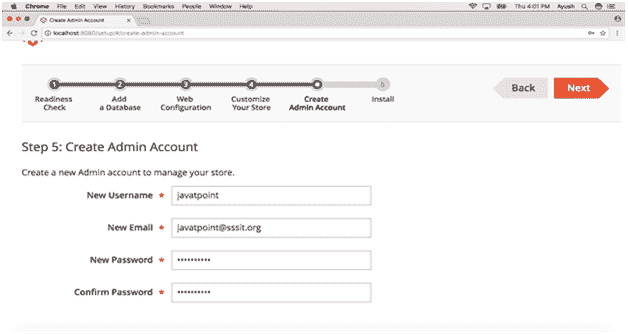 Chrome File Edit View History Bookmarks People Window Help Thu 4:01 PM Ayush
Create Admin Account
localhost:8080/setup/#/create-admin-account
1 2 3 4 6
Readiness Check Add a Database Web Configuration Customize Your Store Create Admin Account Install
Back Next
Step 5: Create Admin Account
Create a new Admin account to manage your store.
New Username * javatpoint
New Email * javatpoint@sssit.org
New Password * ••••••••••
Confirm Password * ••••••••••